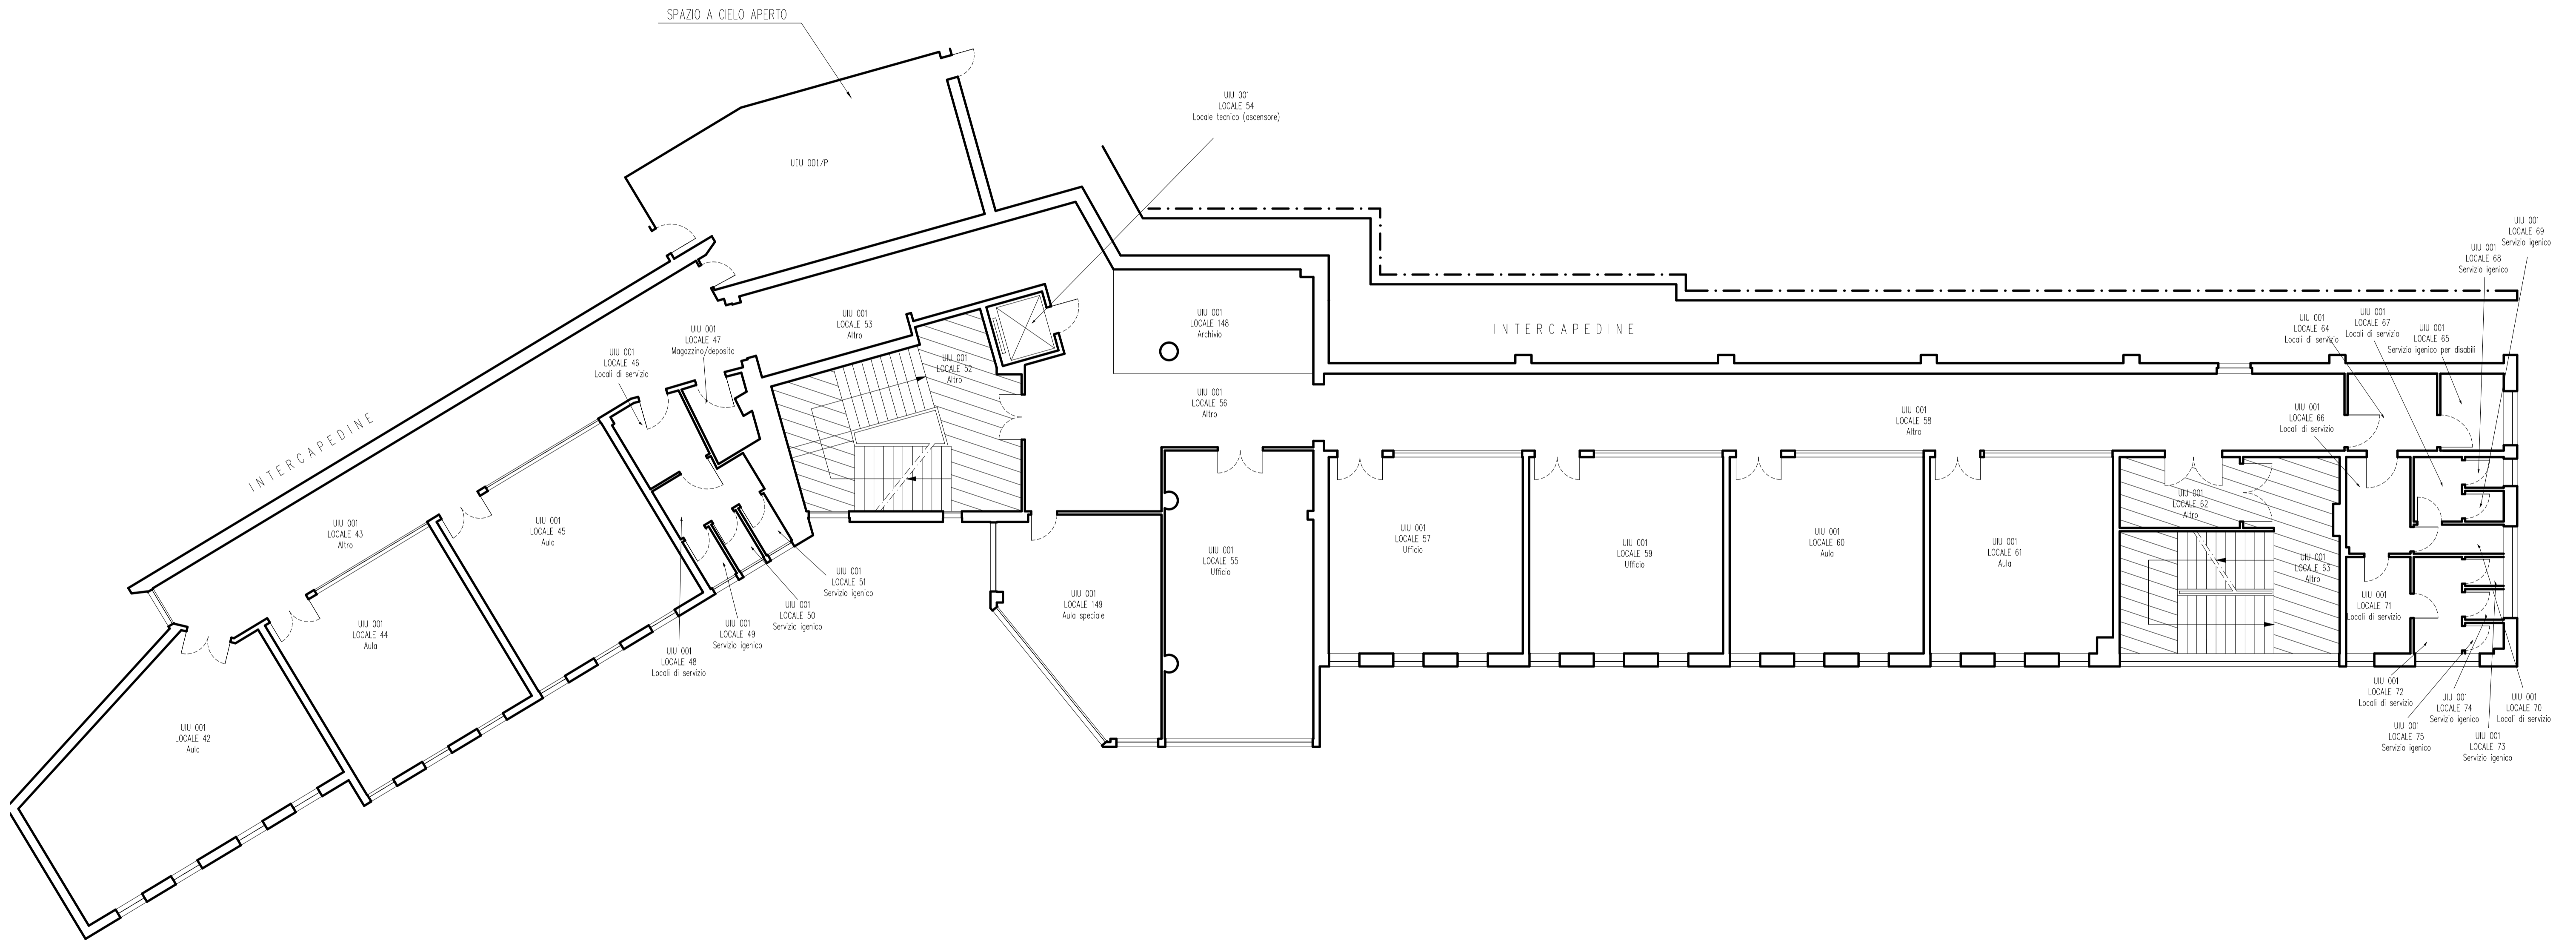 SPAZIO A CIELO APERTO
UIU 001/P
UIU 001
LOCALE 54
Locale tecnico (ascensore)
UIU 001
LOCALE 69
Servizio igenico
UIU 001
LOCALE 68
Servizio igenico
UIU 001
LOCALE 67
Locali di servizio
UIU 001
LOCALE 64
Locali di servizio
UIU 001
LOCALE 65
Servizio igenico per disabili
INTERCAPEDINE
UIU 001
LOCALE 53
Altro
UIU 001
LOCALE 148
Archivio
UIU 001
LOCALE 47
Magazzino/deposito
UIU 001
LOCALE 46
Locali di servizio
UIU 001
LOCALE 52
Altro
UIU 001
LOCALE 56
Altro
UIU 001
LOCALE 58
Altro
UIU 001
LOCALE 66
Locali di servizio
INTERCAPEDINE
UIU 001
LOCALE 43
Altro
UIU 001
LOCALE 45
Aula
UIU 001
LOCALE 62
Altro
UIU 001
LOCALE 57
Ufficio
UIU 001
LOCALE 59
Ufficio
UIU 001
LOCALE 60
Aula
UIU 001
LOCALE 61
Aula
UIU 001
LOCALE 55
Ufficio
UIU 001
LOCALE 63
Altro
UIU 001
LOCALE 51
Servizio igenico
UIU 001
LOCALE 149
Aula speciale
UIU 001
LOCALE 71
Locali di servizio
UIU 001
LOCALE 50
Servizio igenico
UIU 001
LOCALE 49
Servizio igenico
UIU 001
LOCALE 44
Aula
UIU 001
LOCALE 48
Locali di servizio
UIU 001
LOCALE 72
Locali di servizio
UIU 001
LOCALE 74
Servizio igenico
UIU 001
LOCALE 70
Locali di servizio
UIU 001
LOCALE 42
Aula
UIU 001
LOCALE 75
Servizio igenico
UIU 001
LOCALE 73
Servizio igenico